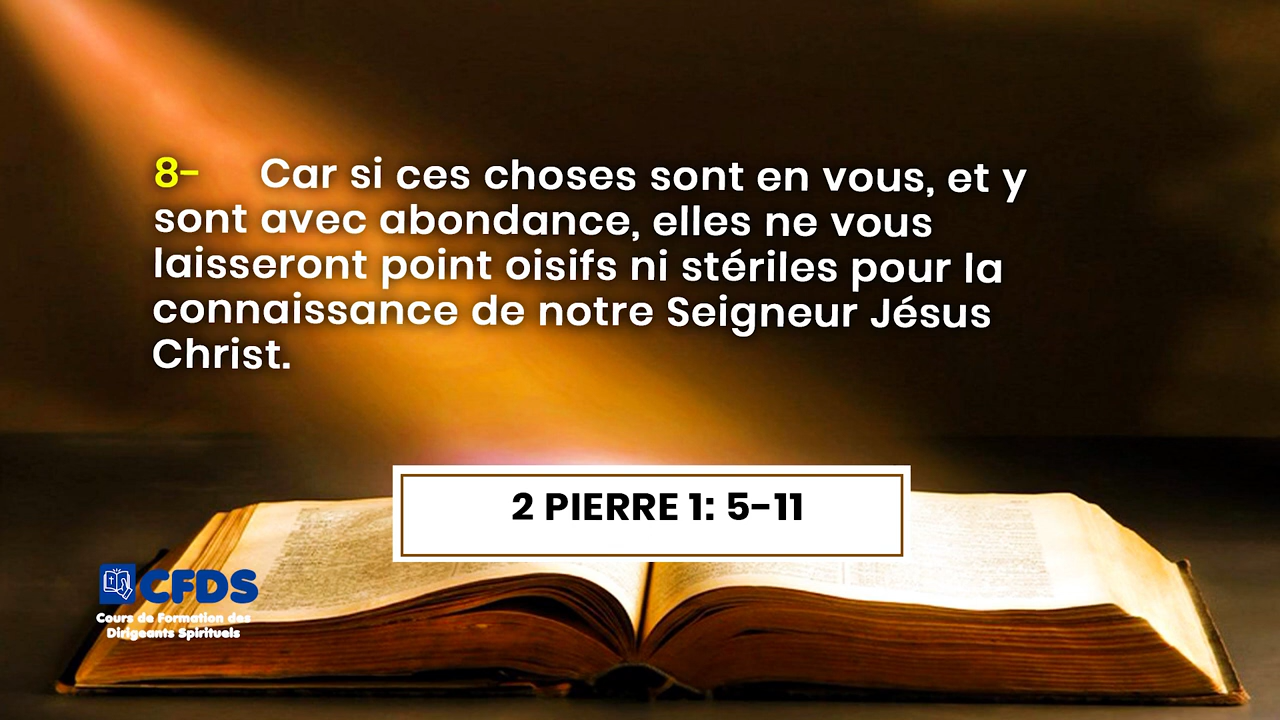 8- Car si ces choses sont en vous, et y
sont avec abondance, elles ne vous
laisseront point oisifs ni stériles pour la
connaissance de notre Seigneur Jésus
Christ.
2 PIERRE 1: 5-11
CFDS
Cours de Formation des
Dirigeants Spirituels